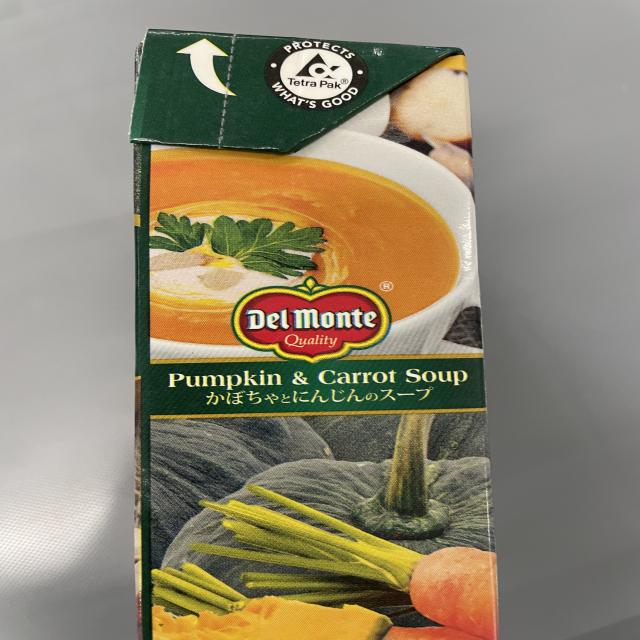 PROTECTS
Tetra Pak®
WHAT'S GOOD
Del Monte ®
Quality
Pumpkin & Carrot Soup
かぼちゃとにんじんのスープ